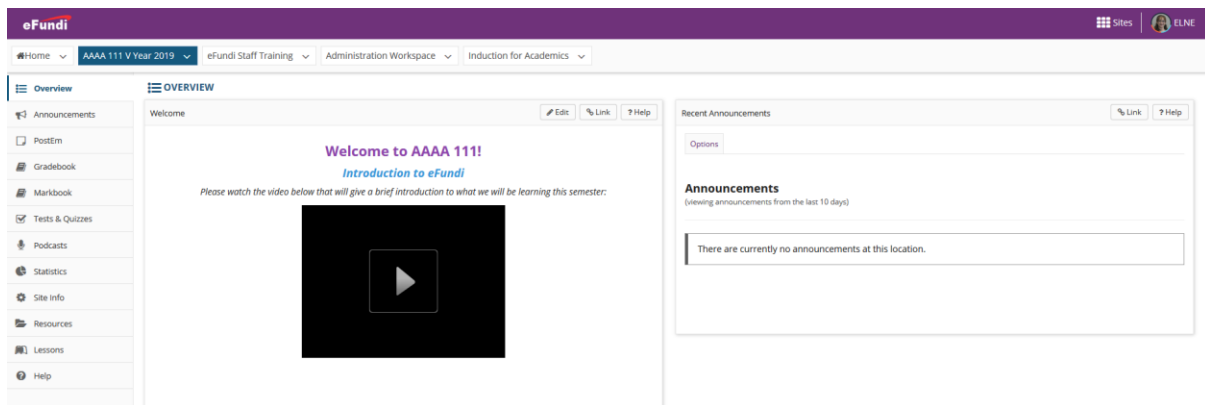 eFundi
Sites
ELNE
Home
AAAA 111 V Year 2019
eFundi Staff Training
Administration Workspace
Induction for Academics
Overview
Announcements
PostEm
Gradebook
Markbook
Tests & Quizzes
Podcasts
Statistics
Site Info
Resources
Lessons
Help
OVERVIEW
Welcome
Edit
Link
? Help
Welcome to AAAA 111!
Introduction to eFundi
Please watch the video below that will give a brief introduction to what we will be learning this semester:
Recent Announcements
Link
? Help
Options
Announcements
(viewing announcements from the last 10 days)
There are currently no announcements at this location.